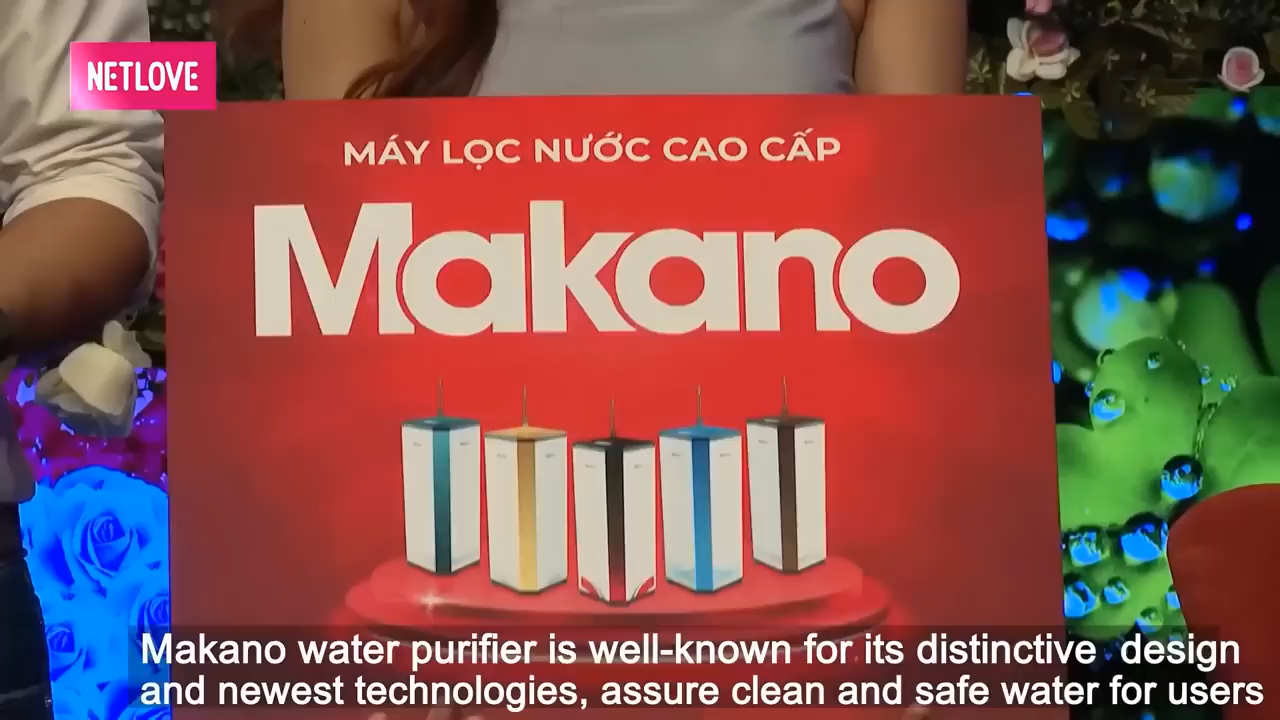 NETLOVE
MÁY LỌC NƯỚC CAO CẤP
Makano
Makano water purifier is well-known for its distinctive design
and newest technologies, assure clean and safe water for users